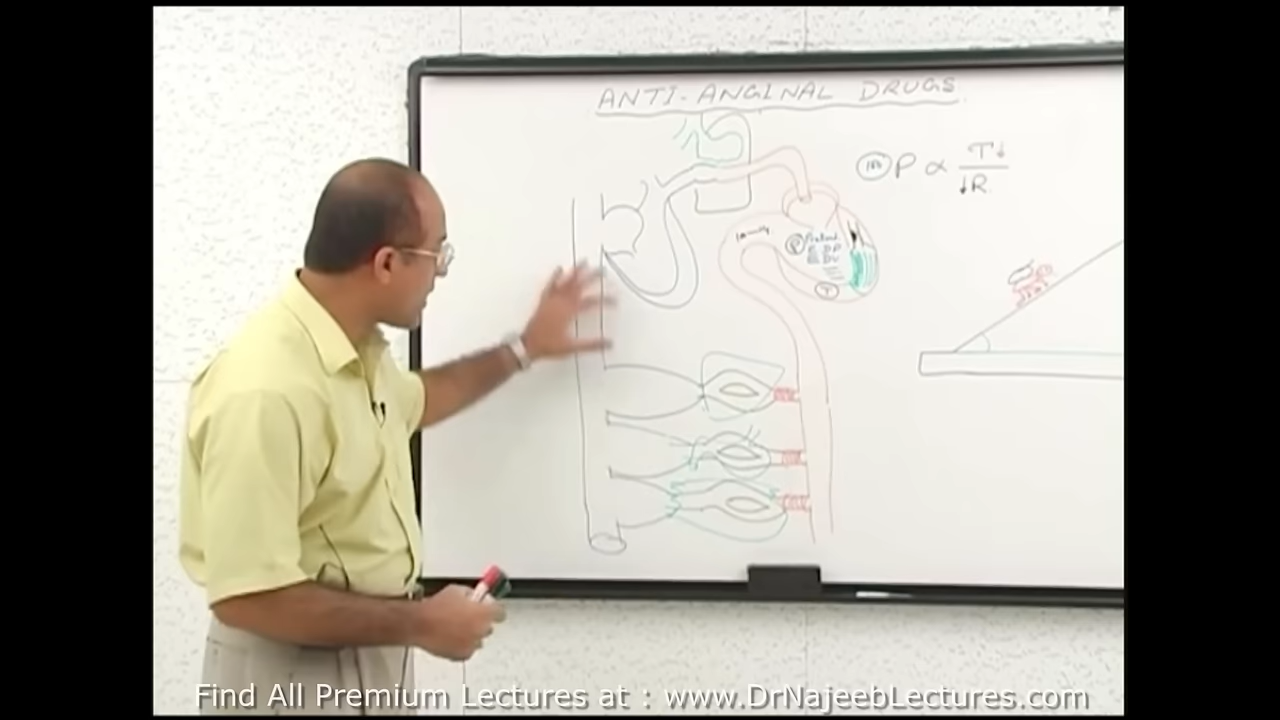 ANTI-ANGINAL DRUGS
P ∝ T↓
↓R
Find All Premium Lectures at : www.DrNajeebLectures.com